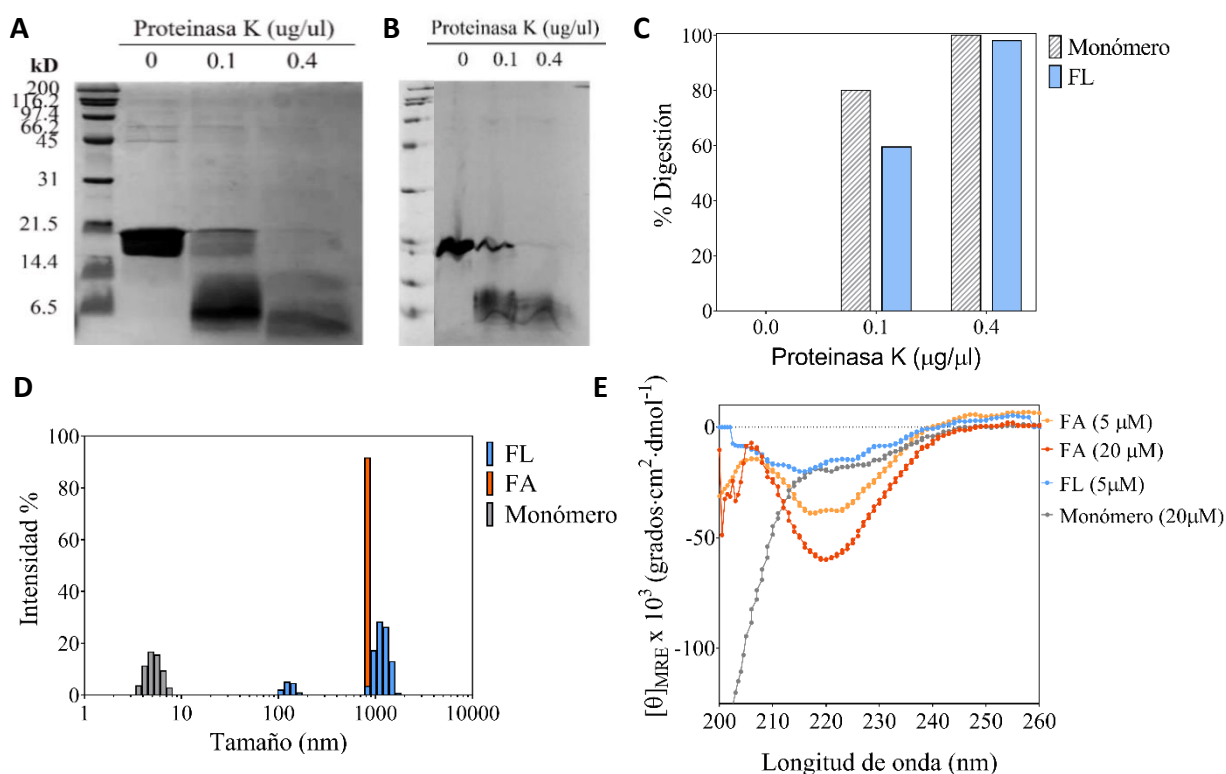 A
Proteinasa K (ug/ul)
0 0.1 0.4
kD
200
116.2
97.4
66.2
45
31
21.5
14.4
6.5
B
Proteinasa K (ug/ul)
0 0.1 0.4
C
100
80
60
40
20
0
% Digestión
0.0 0.1 0.4
Proteinasa K (µg/µl)
Monómero
FL
D
100
80
60
40
20
0
Intensidad %
1 10 100 1000 10000
Tamaño (nm)
FL
FA
Monómero
E
0
-50
-100
[θ]MRE x 10³ (grados·cm²·dmol⁻¹)
200 210 220 230 240 250 260
Longitud de onda (nm)
FA (5 µM)
FA (20 µM)
FL (5µM)
Monómero (20µM)